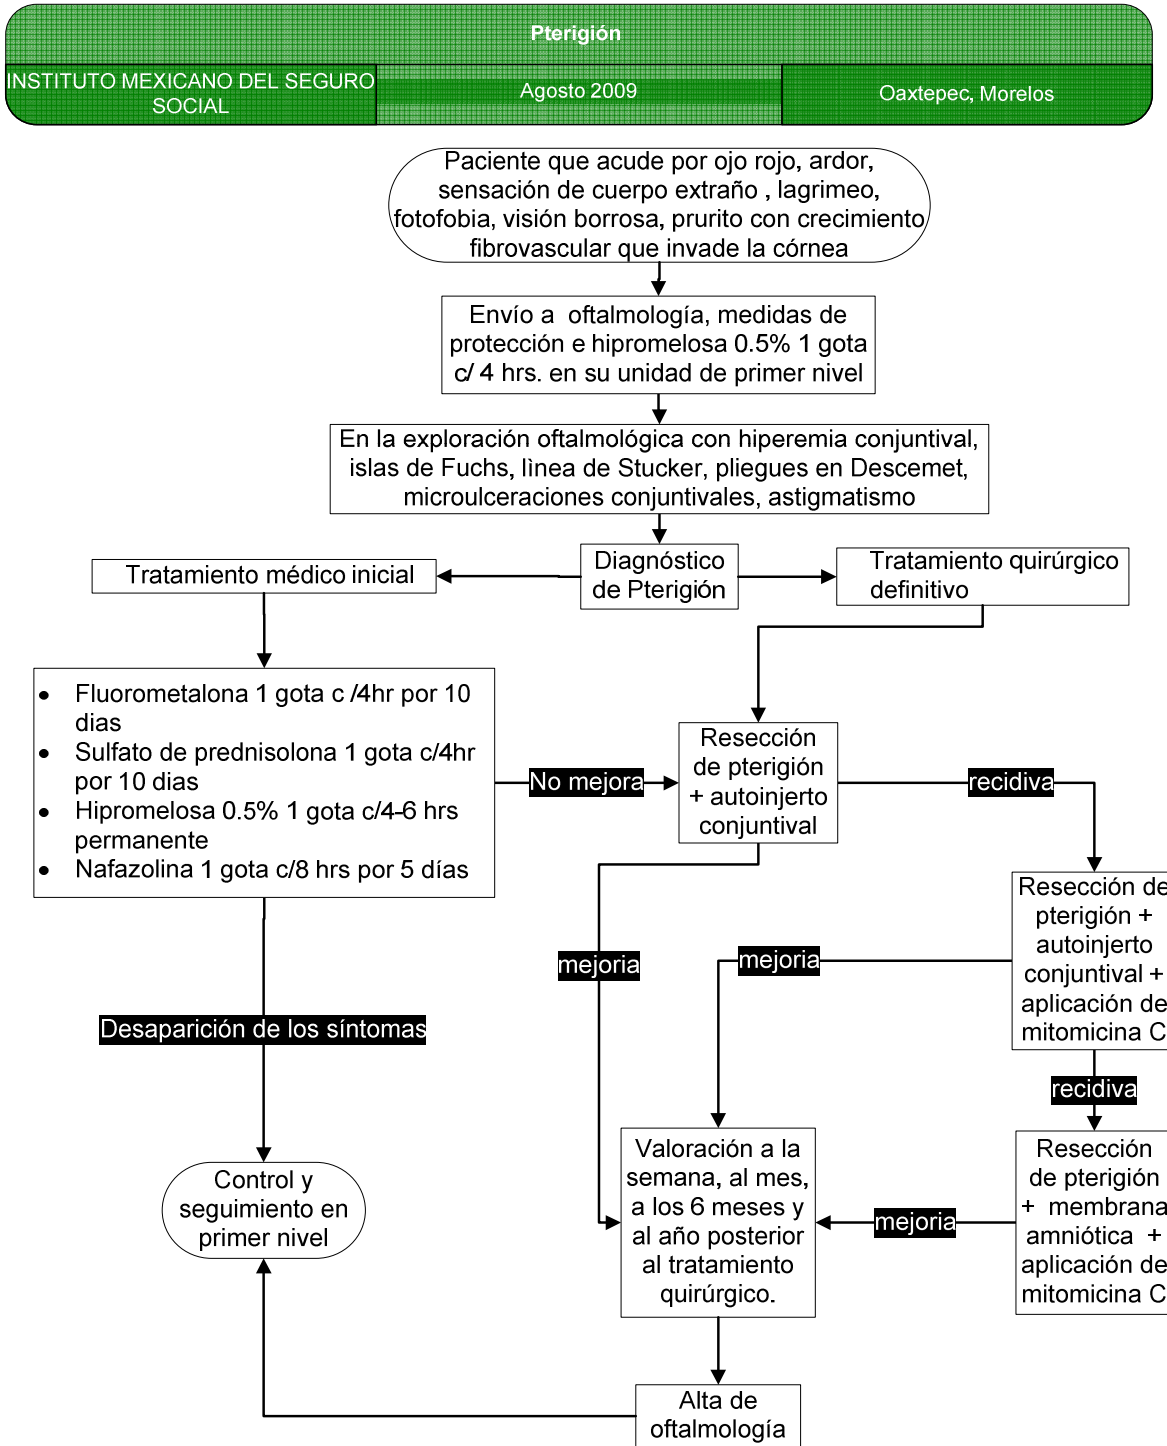 Pterigión
INSTITUTO MEXICANO DEL SEGURO
SOCIAL
Agosto 2009
Oaxtepec, Morelos
Paciente que acude por ojo rojo, ardor,
sensación de cuerpo extraño , lagrimeo,
fotofobia, visión borrosa, prurito con crecimiento
fibrovascular que invade la córnea
Envío a oftalmología, medidas de
protección e hipromelosa 0.5% 1 gota
c/ 4 hrs. en su unidad de primer nivel
En la exploración oftalmológica con hiperemia conjuntival,
islas de Fuchs, lìnea de Stucker, pliegues en Descemet,
microulceraciones conjuntivales, astigmatismo
Diagnóstico
de Pterigión
Tratamiento médico inicial
Tratamiento quirúrgico
definitivo
• Fluorometalona 1 gota c /4hr por 10
dias
• Sulfato de prednisolona 1 gota c/4hr
por 10 dias
• Hipromelosa 0.5% 1 gota c/4-6 hrs
permanente
• Nafazolina 1 gota c/8 hrs por 5 días
No mejora
Resección
de pterigión
+ autoinjerto
conjuntival
recidiva
Resección de
pterigión +
autoinjerto
conjuntival +
aplicación de
mitomicina C
mejoria
mejoria
Desaparición de los síntomas
recidiva
Resección
de pterigión
+ membrana
amniótica +
aplicación de
mitomicina C
mejoria
Valoración a la
semana, al mes,
a los 6 meses y
al año posterior
al tratamiento
quirúrgico.
Control y
seguimiento en
primer nivel
Alta de
oftalmología